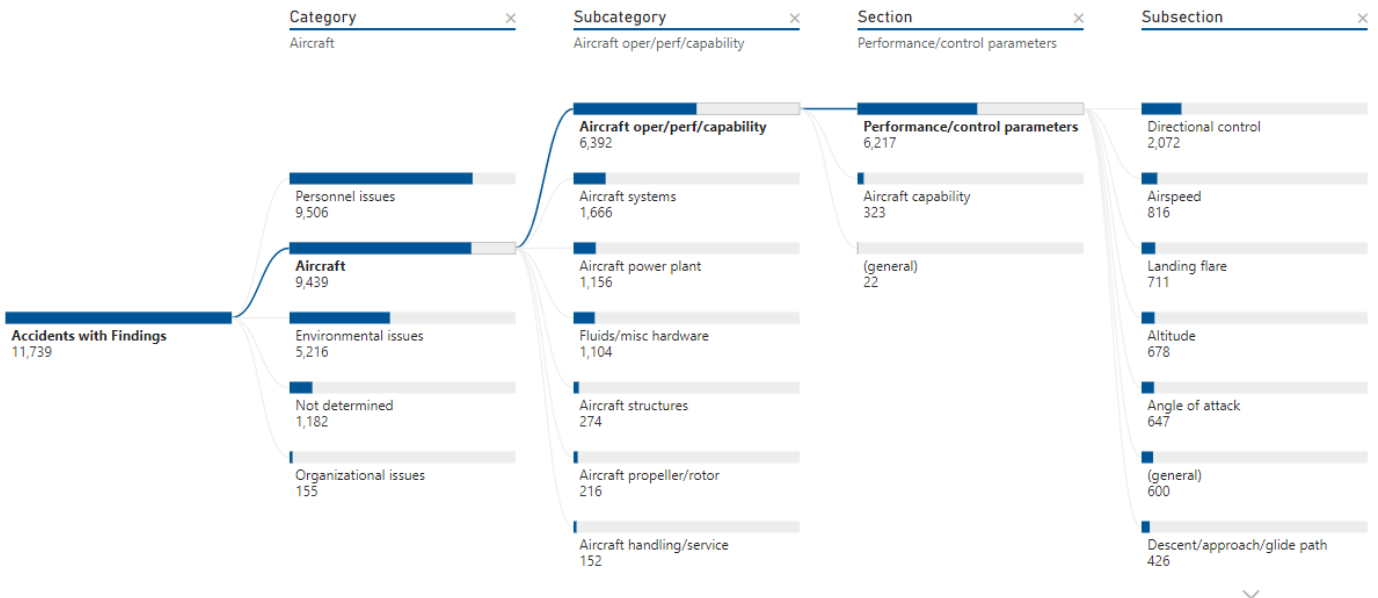 Category
Aircraft
Subcategory
Aircraft oper/perf/capability
Section
Performance/control parameters
Subsection
Accidents with Findings
11,739
Personnel issues
9,506
Aircraft
9,439
Environmental issues
5,216
Not determined
1,182
Organizational issues
155
Aircraft oper/perf/capability
6,392
Aircraft systems
1,666
Aircraft power plant
1,156
Fluids/misc hardware
1,104
Aircraft structures
274
Aircraft propeller/rotor
216
Aircraft handling/service
152
Performance/control parameters
6,217
Aircraft capability
323
(general)
22
Directional control
2,072
Airspeed
816
Landing flare
711
Altitude
678
Angle of attack
647
(general)
600
Descent/approach/glide path
426